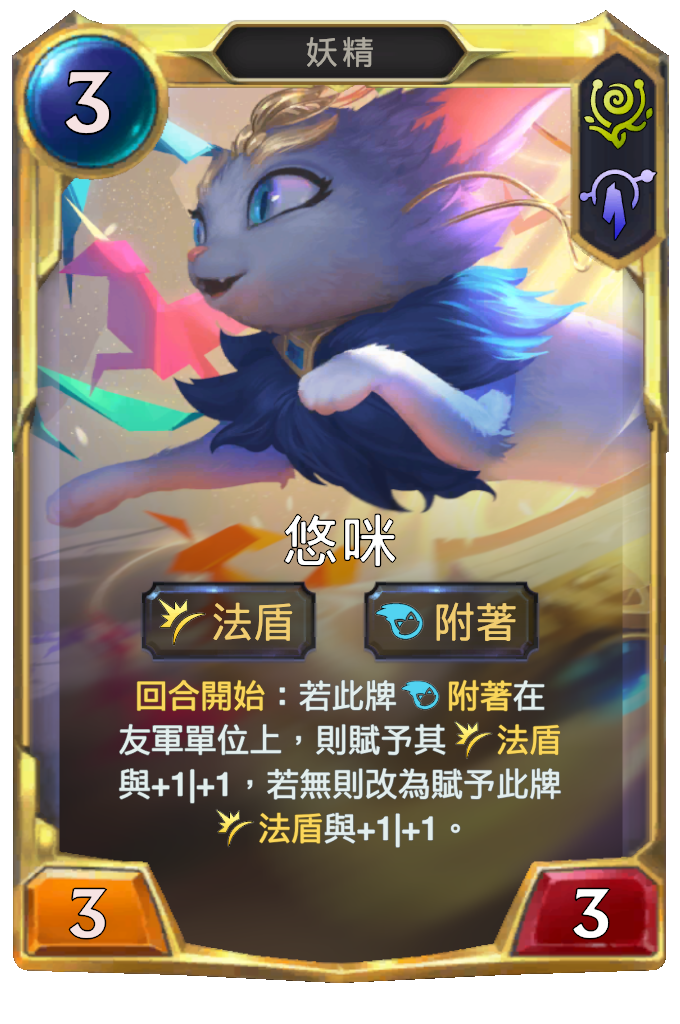 妖精
3
悠咪
法盾 附著
回合開始：若此牌 附著在
友軍單位上，則賦予其 法盾
與+1|+1，若無則改為賦予此牌
法盾與+1|+1。
3 3